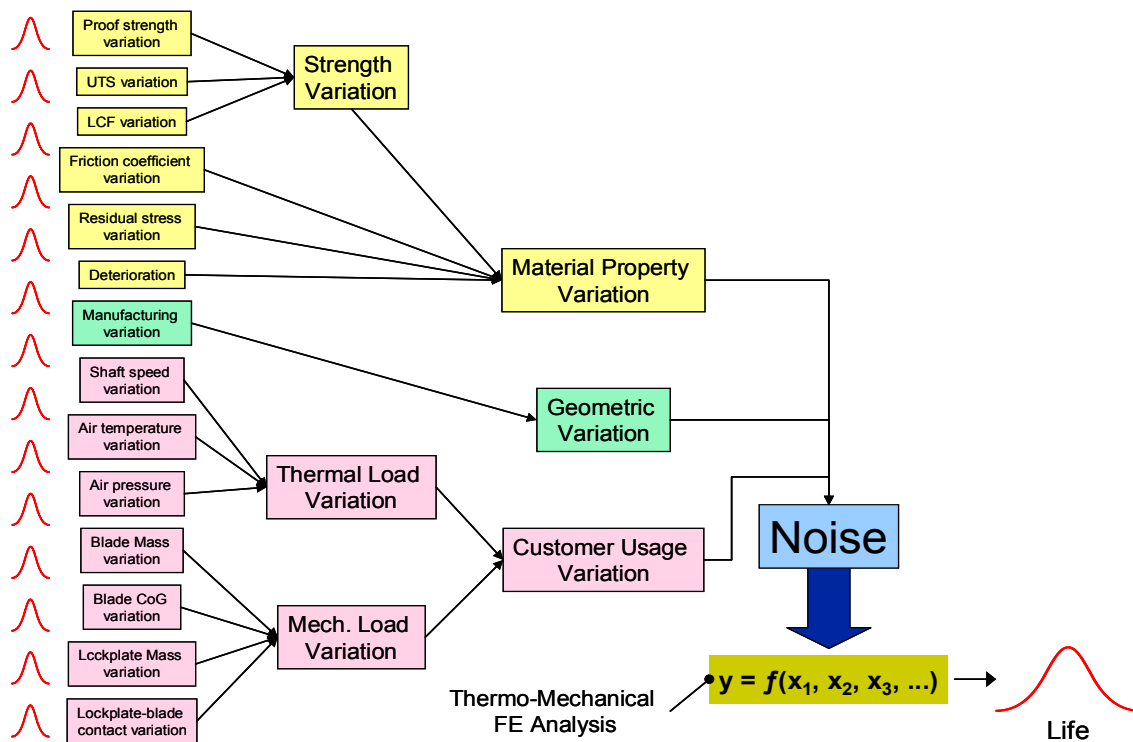 Proof strength
variation
UTS variation
LCF variation
Strength
Variation
Friction coefficient
variation
Residual stress
variation
Deterioration
Material Property
Variation
Manufacturing
variation
Geometric
Variation
Shaft speed
variation
Air temperature
variation
Air pressure
variation
Thermal Load
Variation
Blade Mass
variation
Blade CoG
variation
Lcckplate Mass
variation
Lockplate-blade
contact variation
Mech. Load
Variation
Customer Usage
Variation
Noise
Thermo-Mechanical
FE Analysis
y = f(x₁, x₂, x₃, ...)
Life